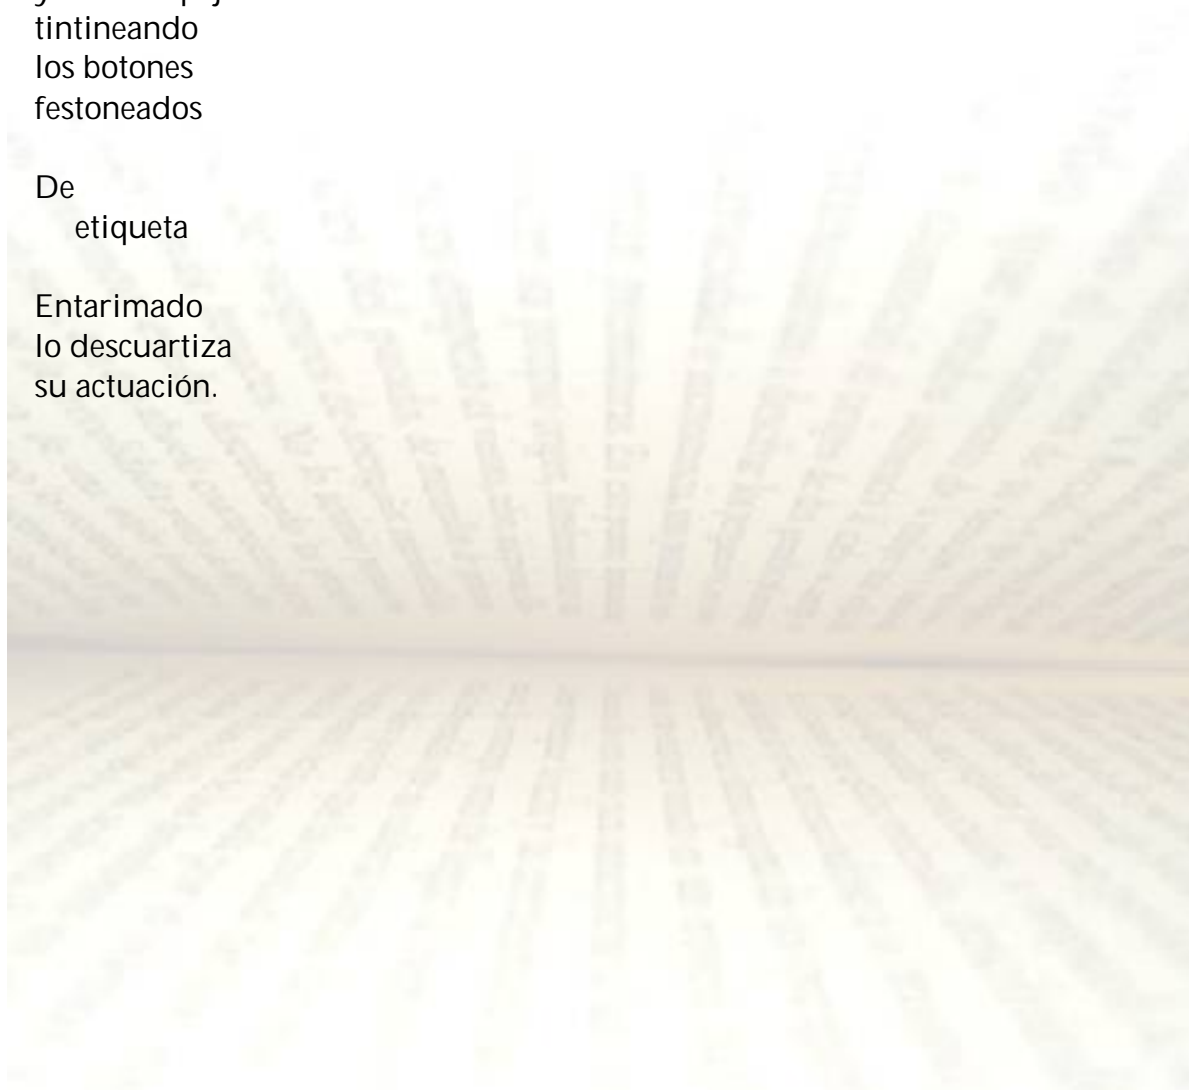 tintineando
los botones
festoneados
De
etiqueta
Entarimado
lo descuartiza
su actuación.